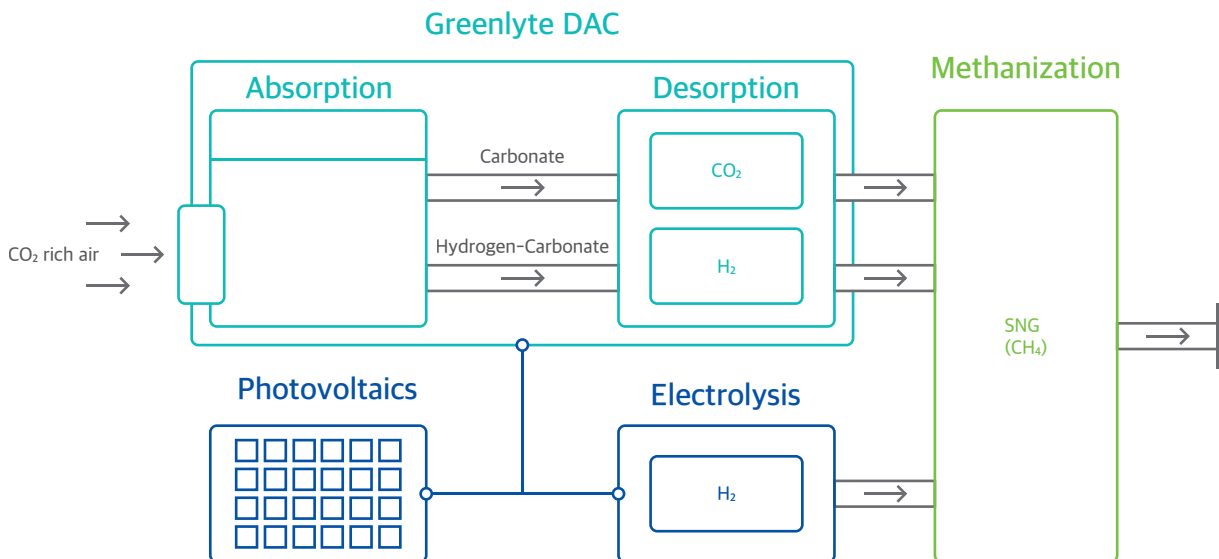 Greenlyte DAC
Methanization
Absorption
Desorption
Carbonate
CO₂
CO₂ rich air
Hydrogen-Carbonate
H₂
SNG
(CH₄)
Photovoltaics
Electrolysis
H₂